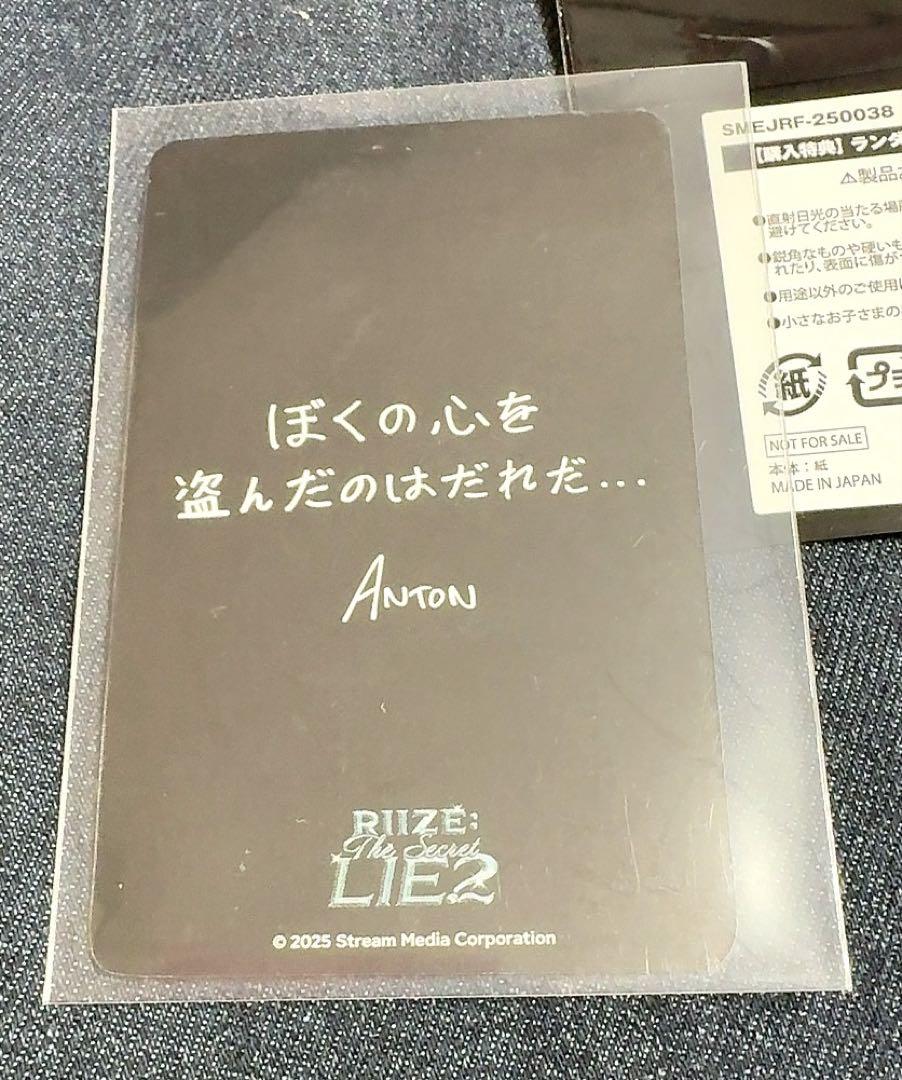 ぼくの心を
盗んだのはだれだ...
ANTON
RIIZE:
The Secret
LIE2
© 2025 Stream Media Corporation
SMEJRF-250038
【購入特典】ランダ
⚠製品
●直射日光の当たる場所
避けてください。
●鋭角なものや硬いも
れたり、表面に傷が
●用途以外のご使用
●小さなお子さまの
紙
プラ
NOT FOR SALE
本体：紙
MADE IN JAPAN